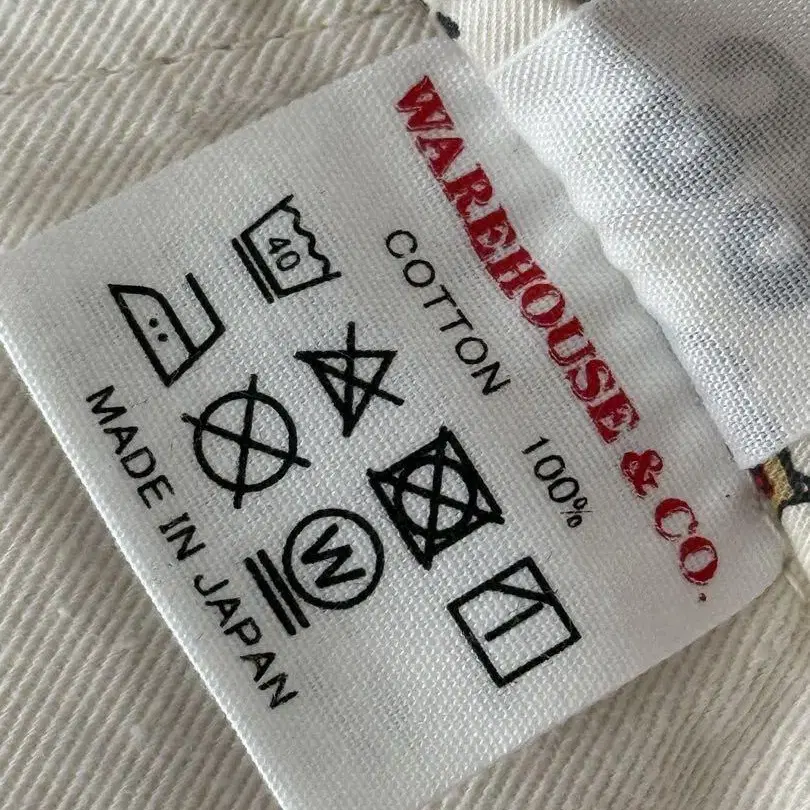 WAREHOUSE & CO.
COTTON 100%
40
W
MADE IN JAPAN